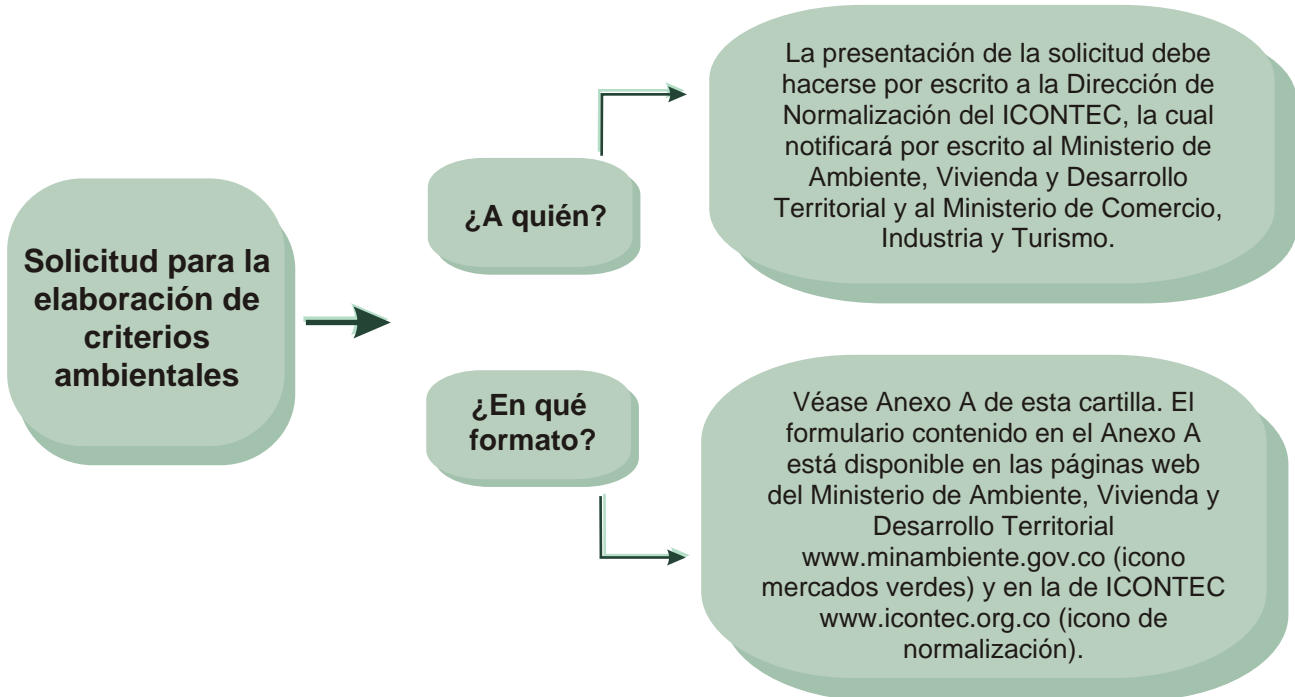 Solicitud para la
elaboración de
criterios
ambientales
¿A quién?
La presentación de la solicitud debe
hacerse por escrito a la Dirección de
Normalización del ICONTEC, la cual
notificará por escrito al Ministerio de
Ambiente, Vivienda y Desarrollo
Territorial y al Ministerio de Comercio,
Industria y Turismo.
¿En qué
formato?
Véase Anexo A de esta cartilla. El
formulario contenido en el Anexo A
está disponible en las páginas web
del Ministerio de Ambiente, Vivienda y
Desarrollo Territorial
www.minambiente.gov.co (icono
mercados verdes) y en la de ICONTEC
www.icontec.org.co (icono de
normalización).